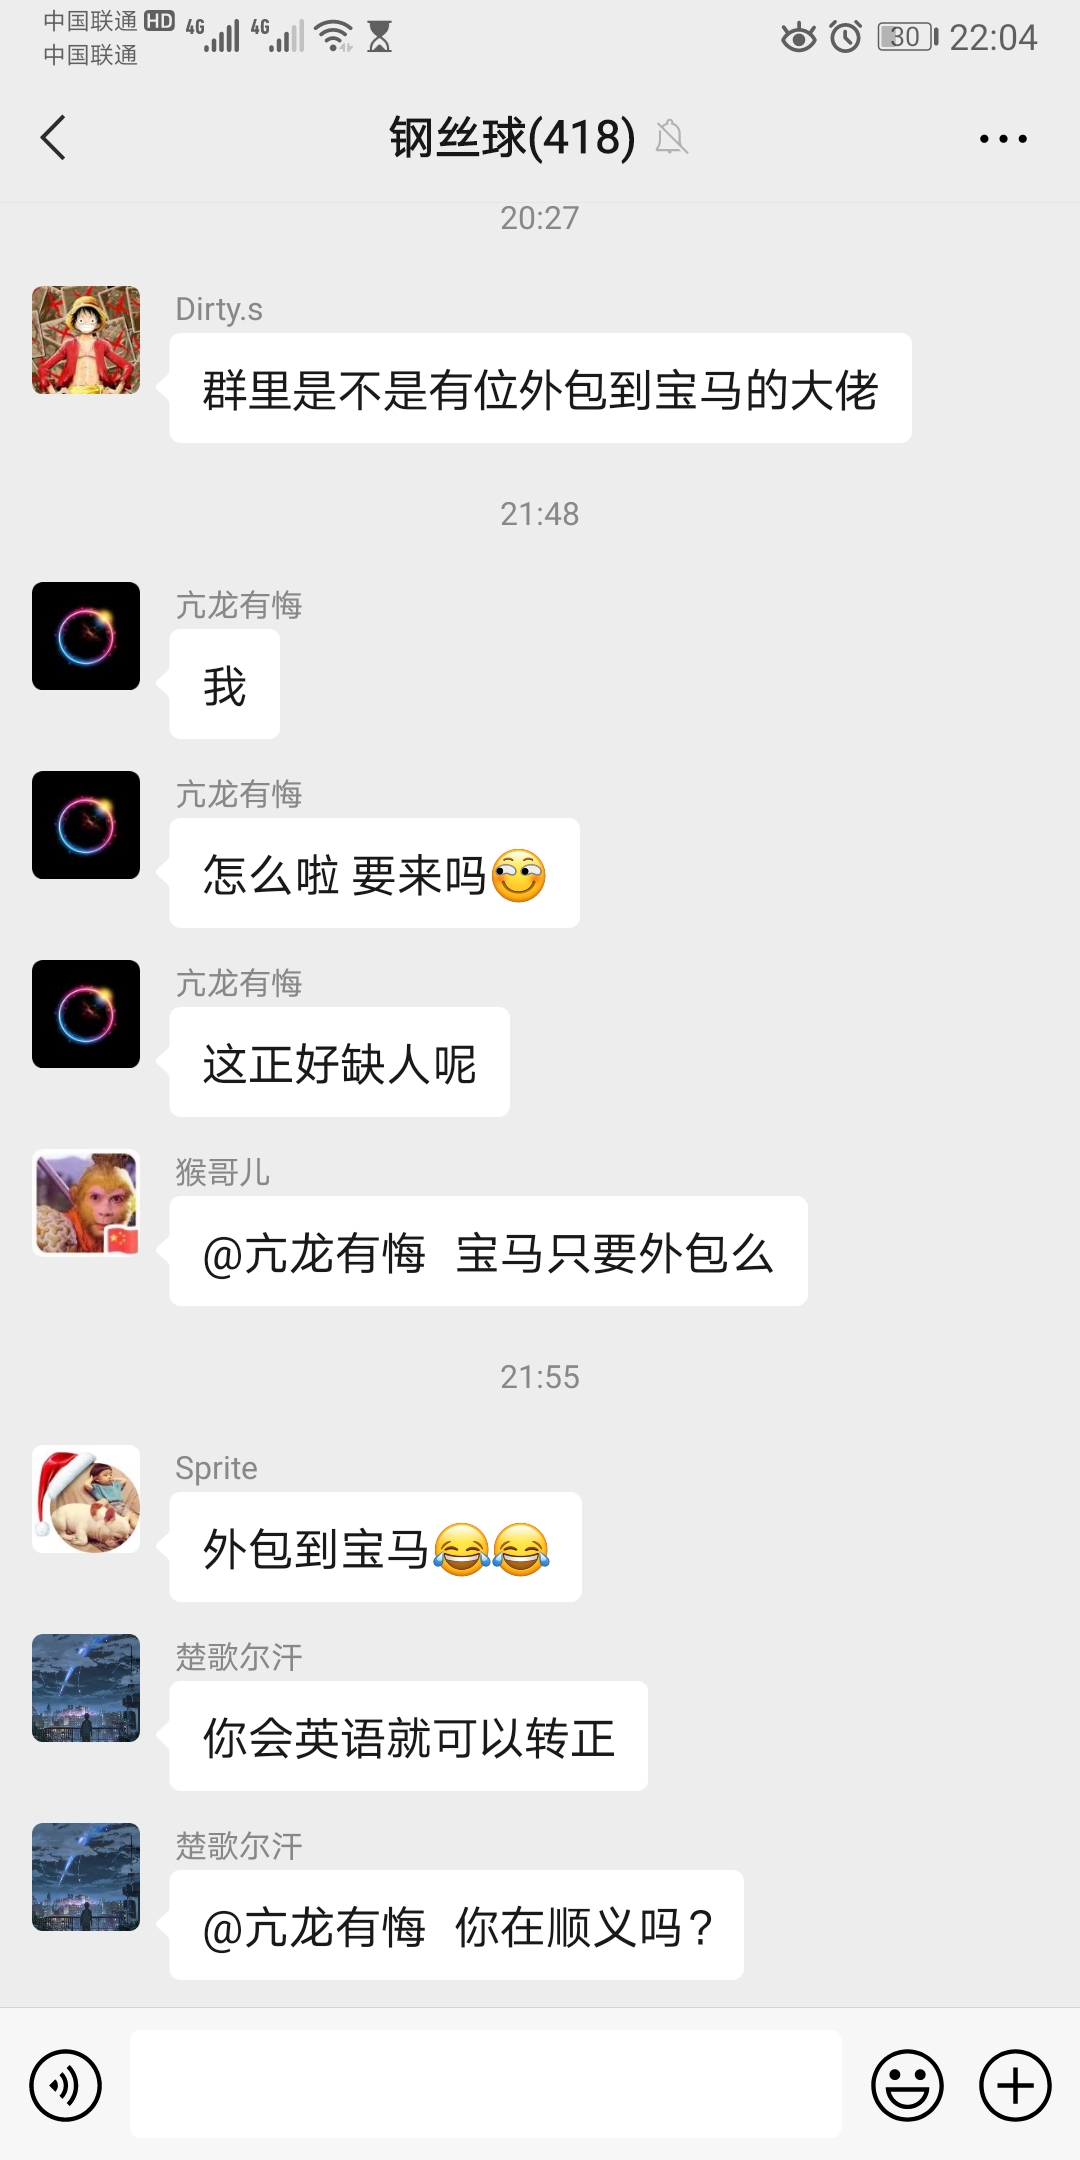 中国联通 HD 4G 4G 30 22:04
中国联通
钢丝球(418)
20:27
Dirty.s
群里是不是有位外包到宝马的大佬
21:48
亢龙有悔
我
亢龙有悔
怎么啦 要来吗
亢龙有悔
这正好缺人呢
猴哥儿
@亢龙有悔 宝马只要外包么
21:55
Sprite
外包到宝马😂😂
楚歌尔汗
你会英语就可以转正
楚歌尔汗
@亢龙有悔 你在顺义吗?